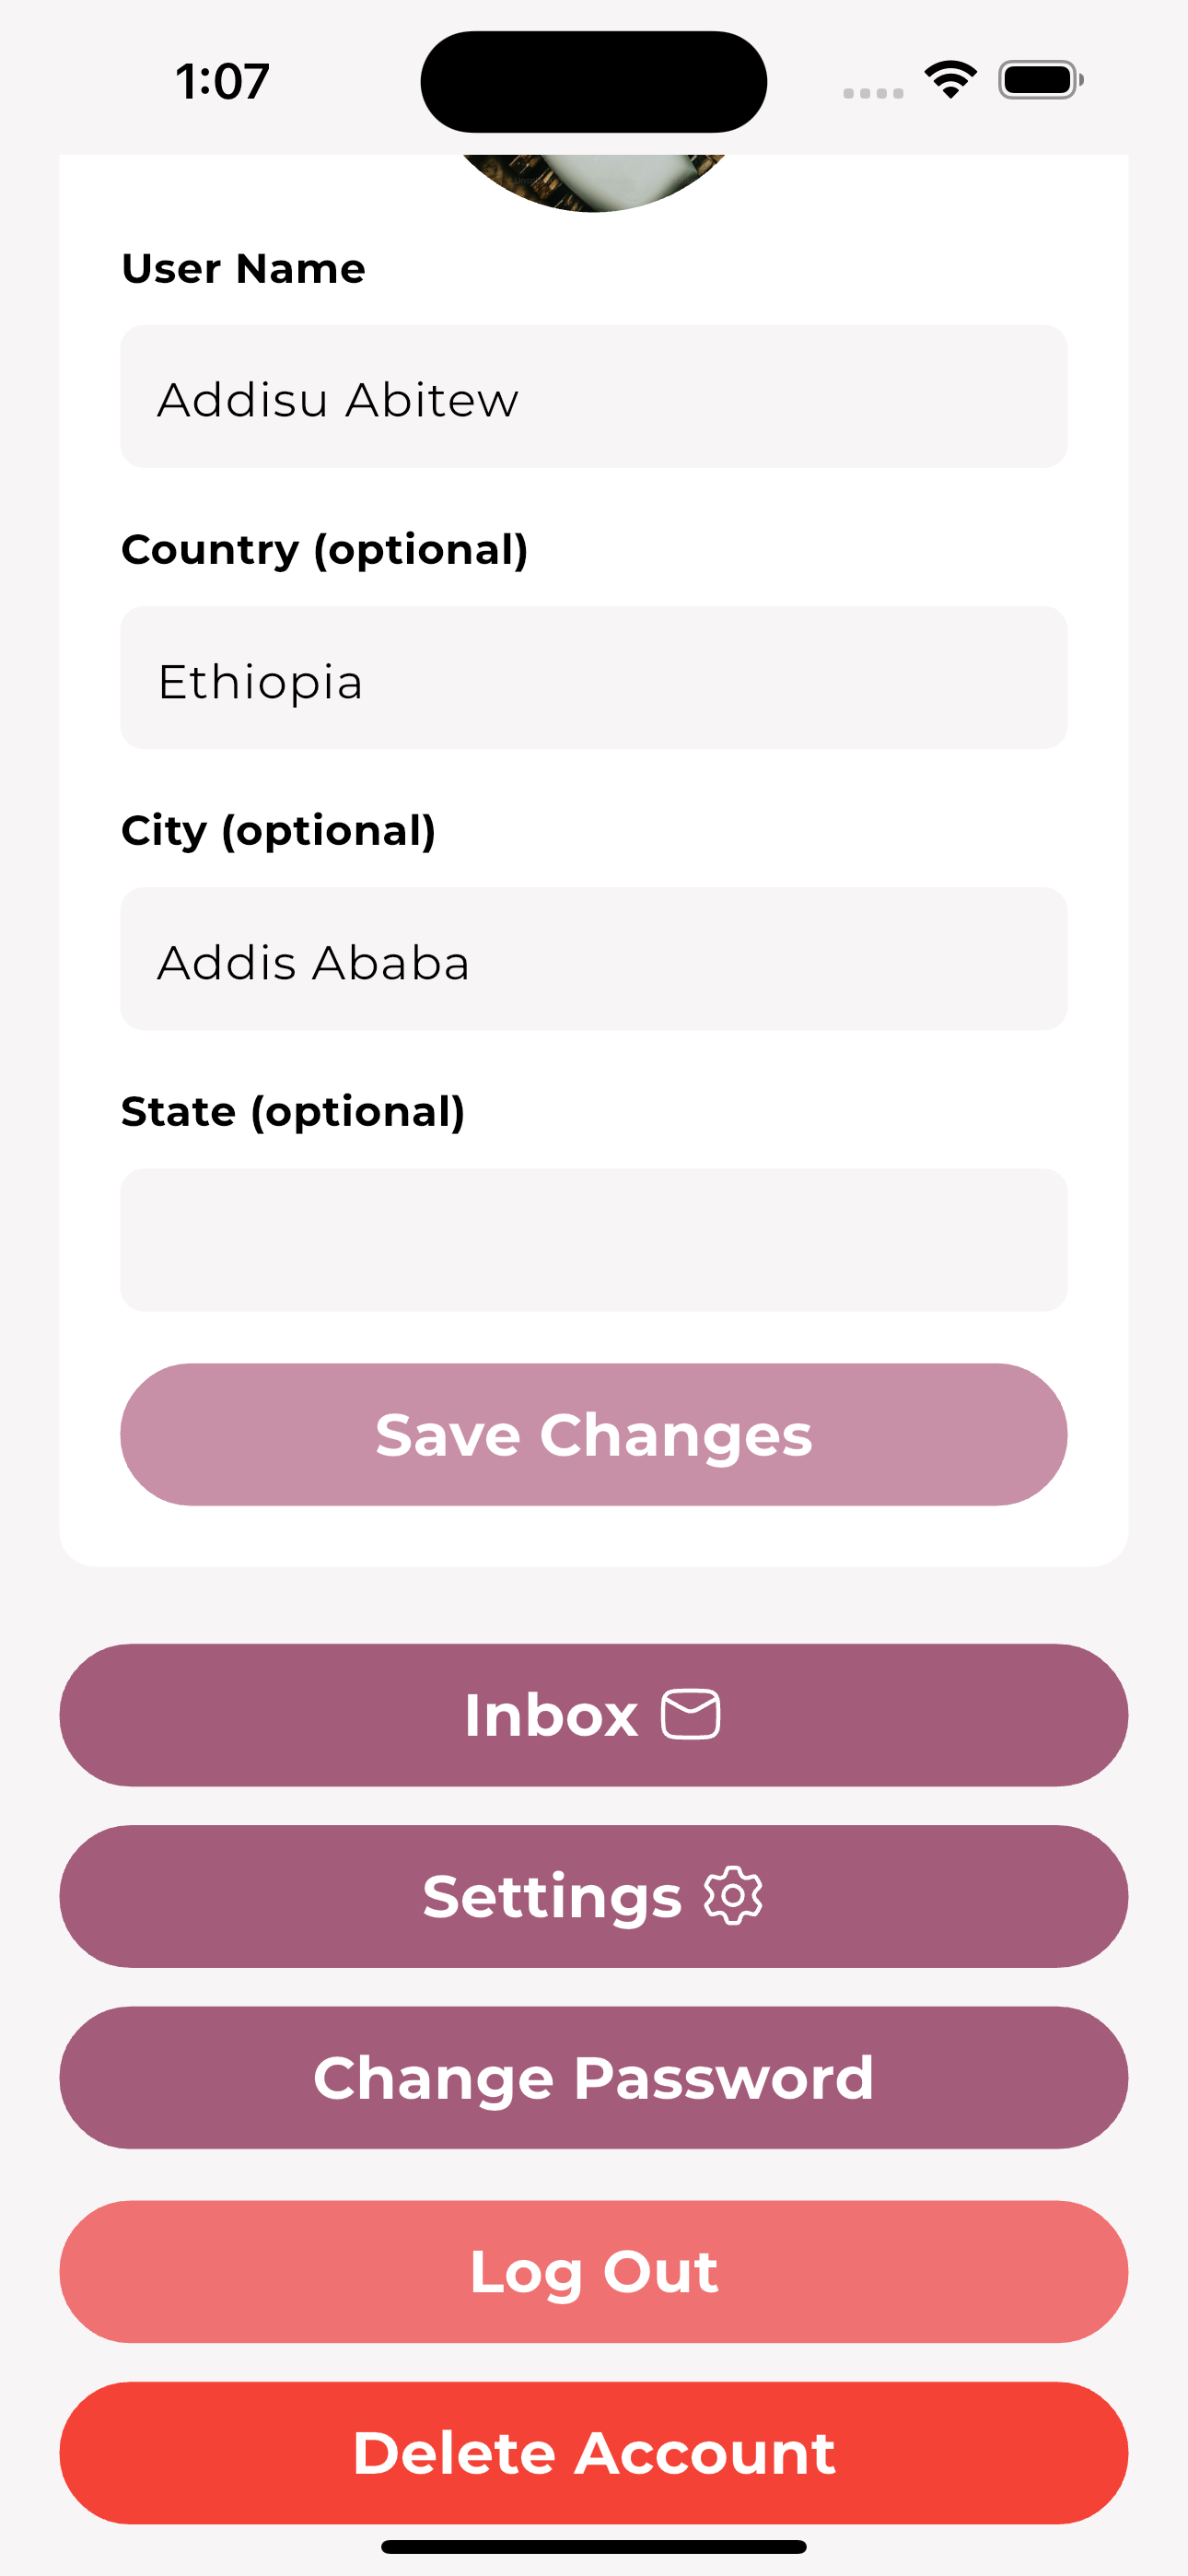 1:07
User Name
Addisu Abitew
Country (optional)
Ethiopia
City (optional)
Addis Ababa
State (optional)
Save Changes
Inbox
Settings
Change Password
Log Out
Delete Account